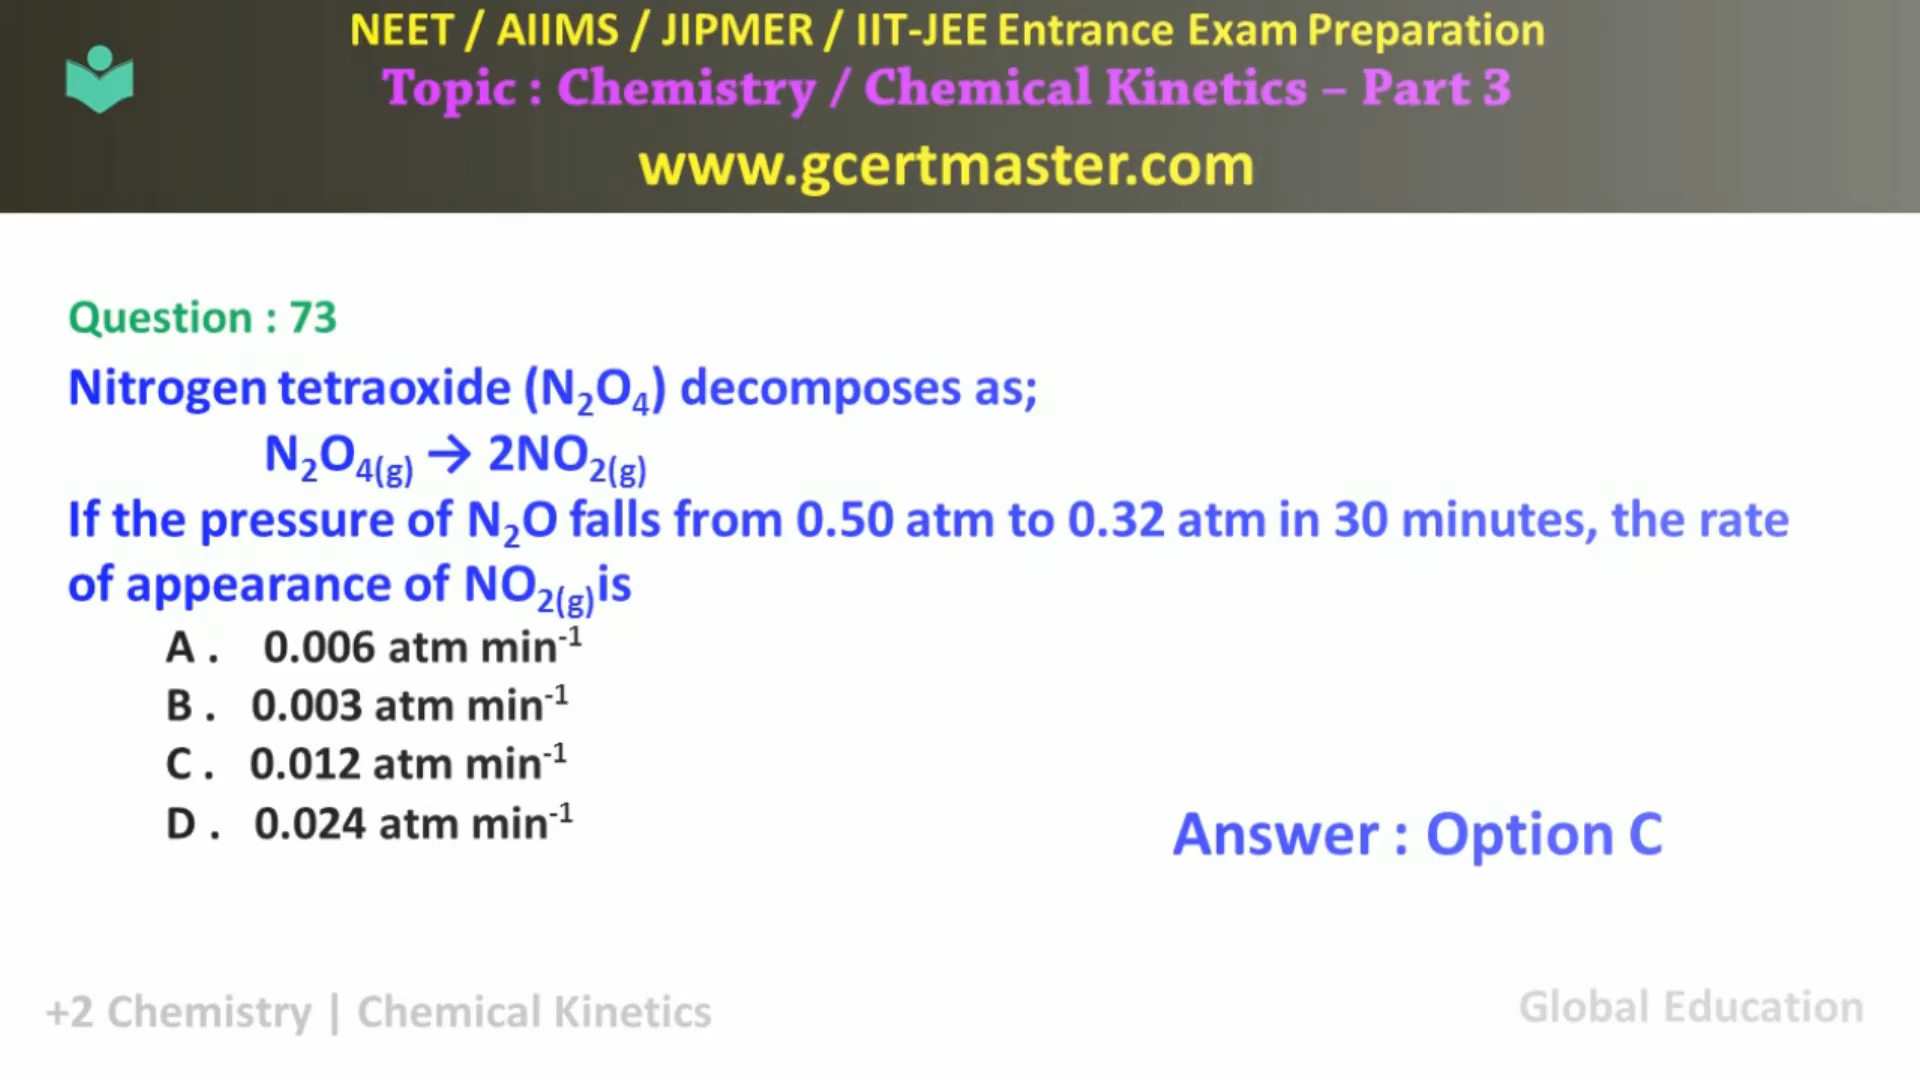 NEET / AIIMS / JIPMER / IIT-JEE Entrance Exam Preparation
Topic : Chemistry / Chemical Kinetics – Part 3
www.gcertmaster.com
Question : 73
Nitrogen tetraoxide (N₂O₄) decomposes as;
N₂O₄₍g₎ → 2NO₂₍g₎
If the pressure of N₂O falls from 0.50 atm to 0.32 atm in 30 minutes, the rate
of appearance of NO₂₍g₎is
A . 0.006 atm min⁻¹
B . 0.003 atm min⁻¹
C . 0.012 atm min⁻¹
D . 0.024 atm min⁻¹
Answer : Option C
+2 Chemistry | Chemical Kinetics
Global Education